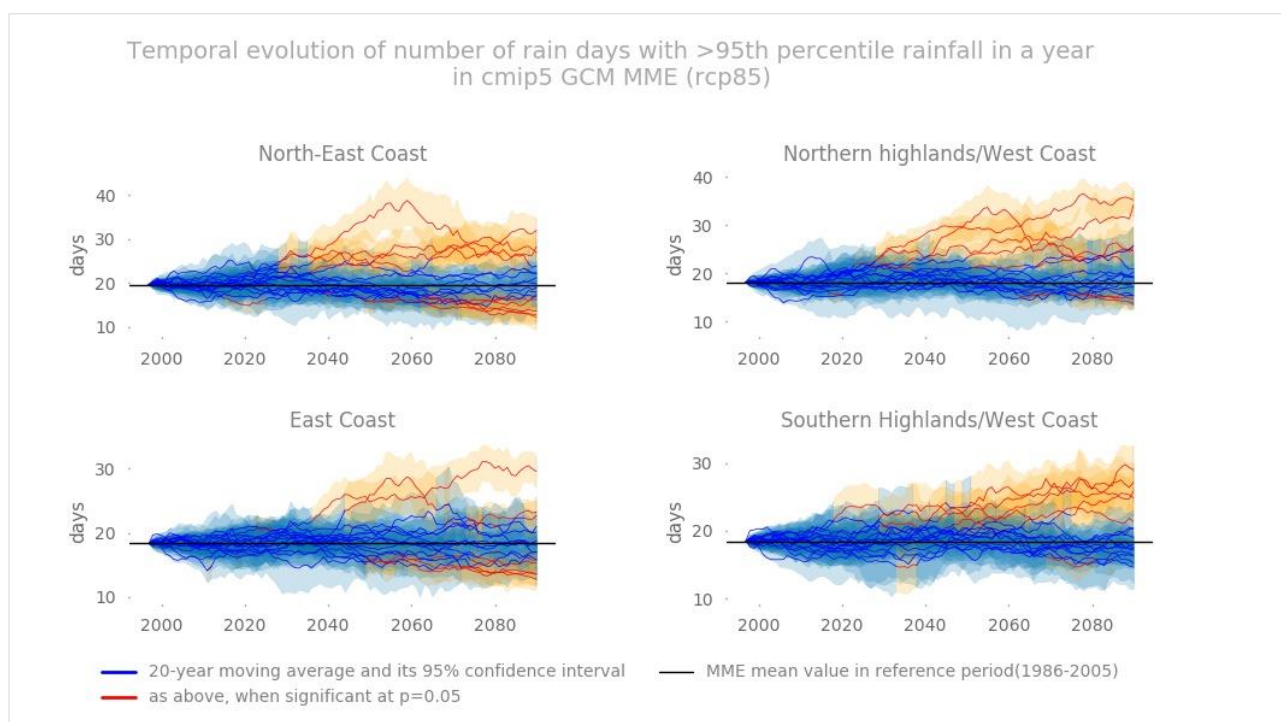 Temporal evolution of number of rain days with >95th percentile rainfall in a year
in cmip5 GCM MME (rcp85)
North-East Coast
40
30
20
10
days
2000 2020 2040 2060 2080
Northern highlands/West Coast
40
30
20
10
days
2000 2020 2040 2060 2080
East Coast
30
20
10
days
2000 2020 2040 2060 2080
Southern Highlands/West Coast
30
20
10
days
2000 2020 2040 2060 2080
20-year moving average and its 95% confidence interval
as above, when significant at p=0.05
MME mean value in reference period(1986-2005)